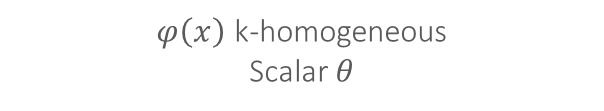 φ(x) k-homogeneous
Scalar θ